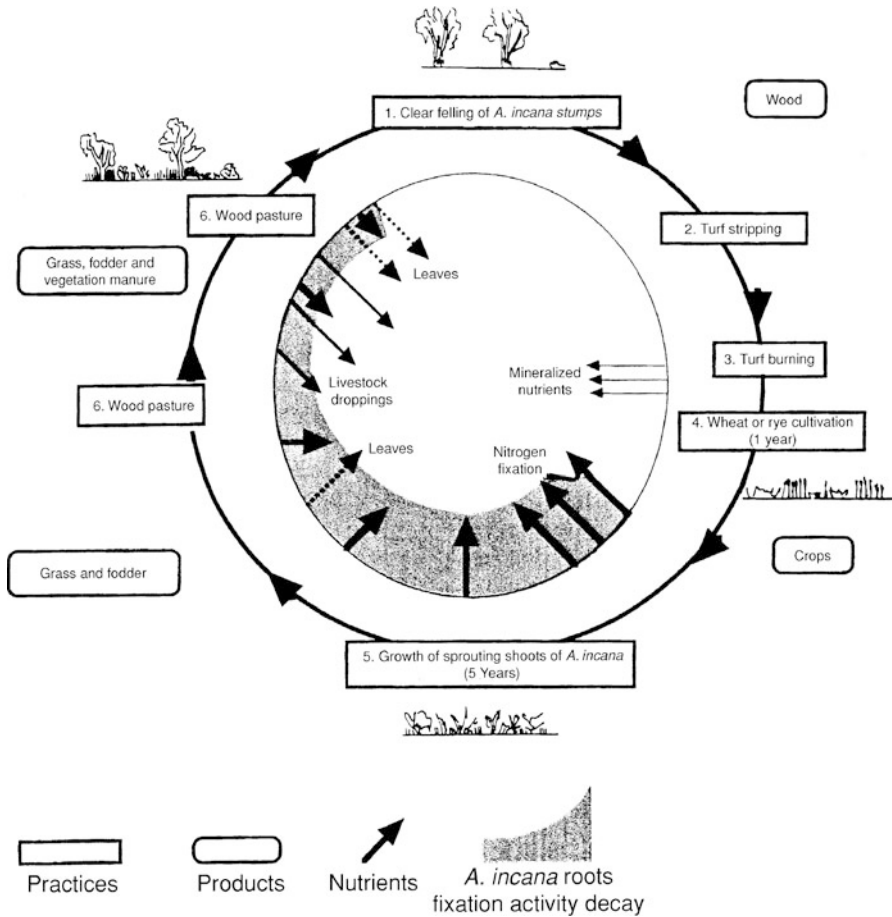 1. Clear felling of A. incana stumps
Wood
2. Turf stripping
3. Turf burning
4. Wheat or rye cultivation
(1 year)
Crops
5. Growth of sprouting shoots of A. incana
(5 Years)
Grass and fodder
6. Wood pasture
Grass, fodder and
vegetation manure
6. Wood pasture
Leaves
Livestock
droppings
Leaves
Mineralized
nutrients
Nitrogen
fixation
Practices
Products
Nutrients
A. incana roots
fixation activity decay